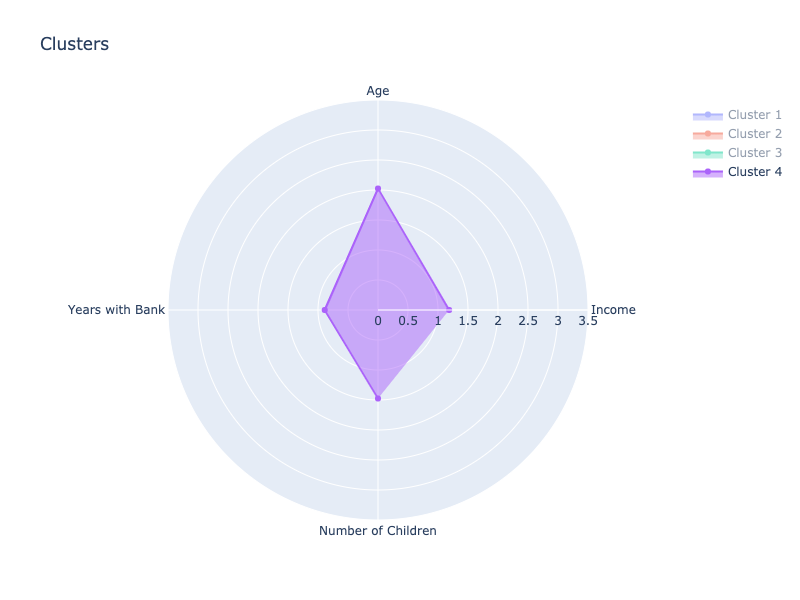 Clusters
Age
Cluster 1
Cluster 2
Cluster 3
Cluster 4
Years with Bank
Income
0 0.5 1 1.5 2 2.5 3 3.5
Number of Children